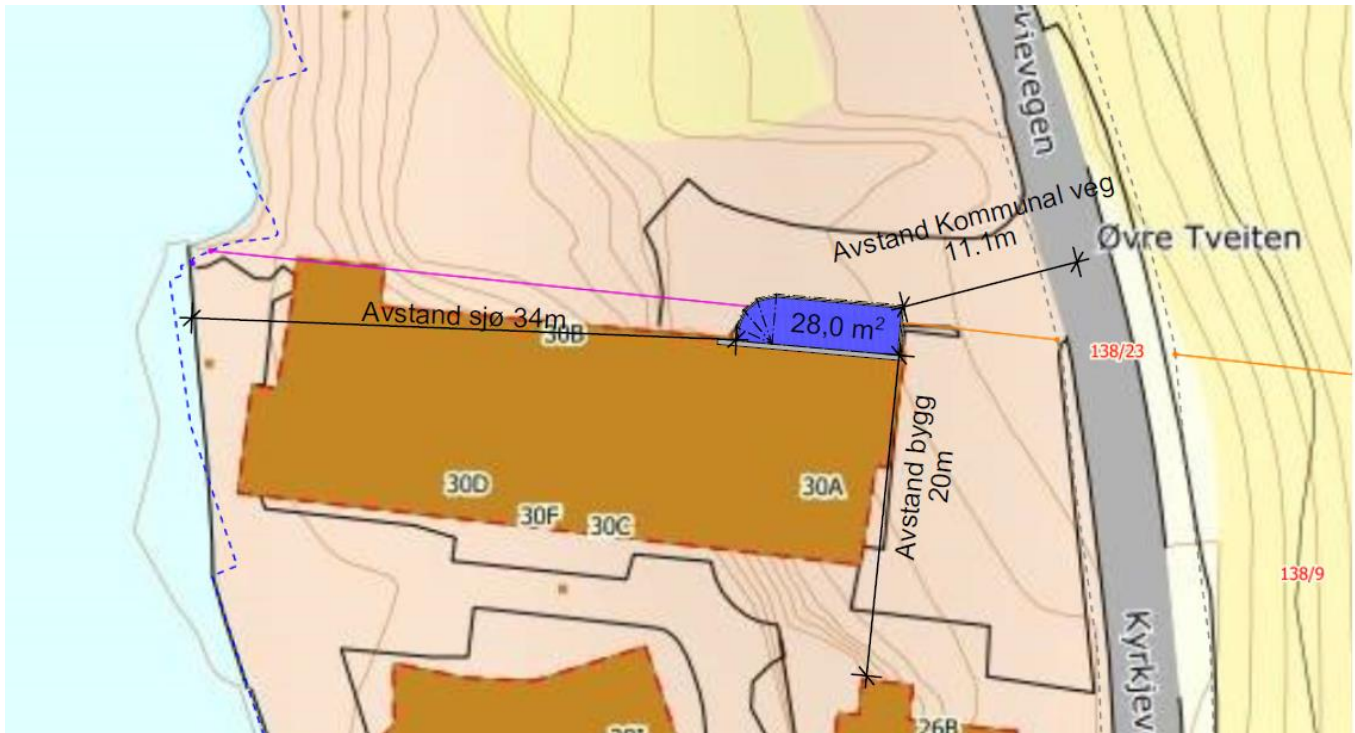 kievegen
Avstand Kommunal veg
11.1m
Øvre Tveiten
Avstand sjø 34m
30B
28,0 m²
138/23
Avstand bygg
20m
30D
30A
30F
30C
138/9
Kyrkjev
26B